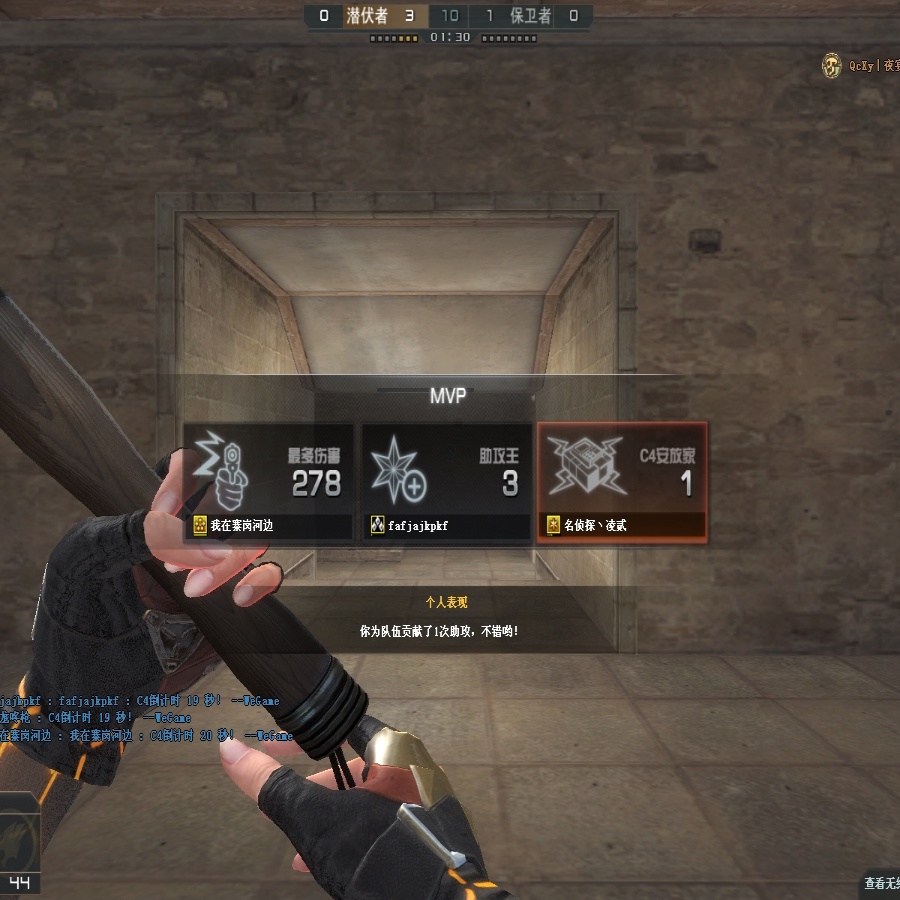 0 潜伏者 3 10 1 保卫者 0
01:30
QcXy|夜宴
MVP
最多伤害 278
我在寨岗河边
助攻王 3
fafjajkpkf
C4安放家 1
名侦探丶凌贰
个人表现
你为队伍贡献了1次助攻，不错哟！
fafjajkpkf : C4倒计时 19 秒! --WeGame
C4倒计时 19 秒! --WeGame
在寨岗河边 : 我在寨岗河边 : C4倒计时 20 秒! --WeGame
44
查看无